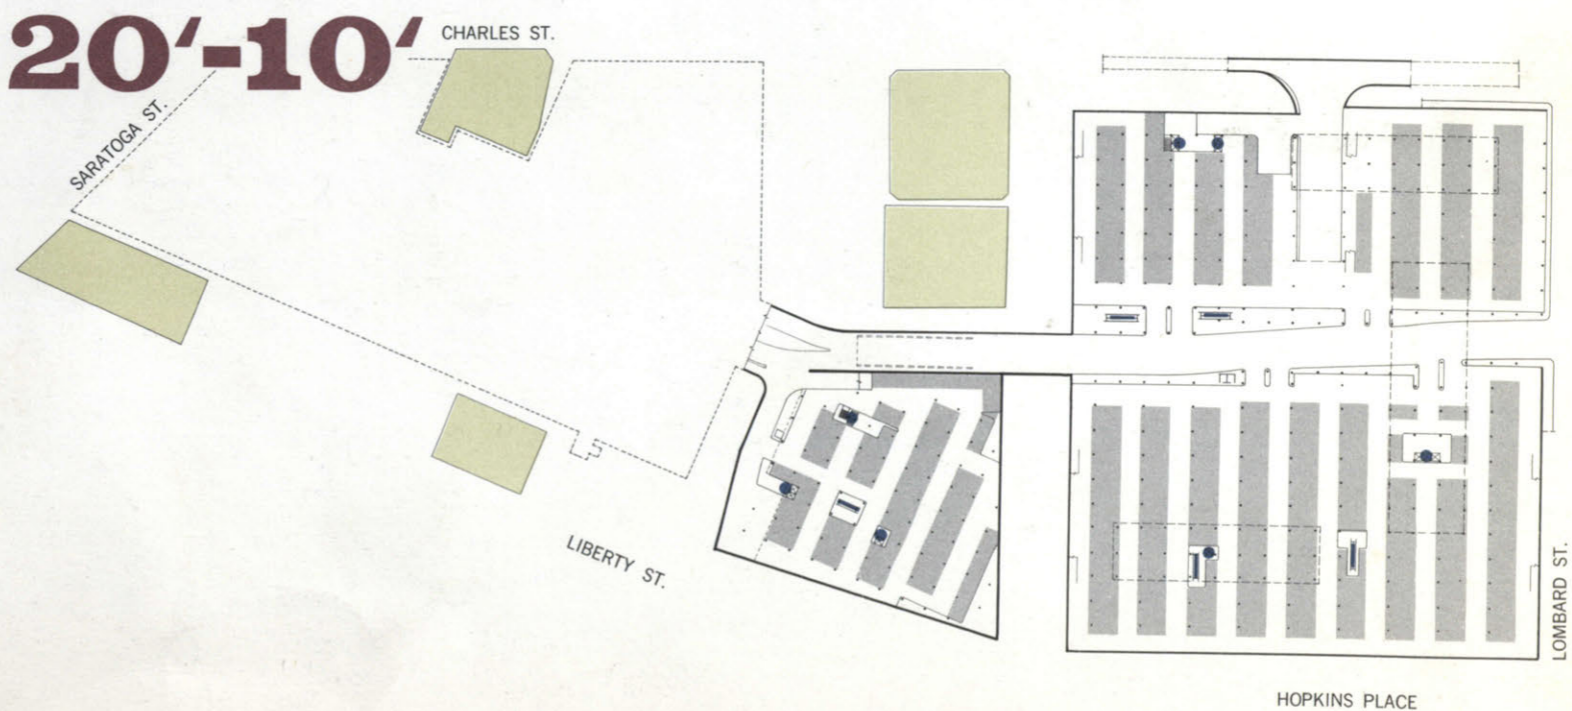 20'-10'
CHARLES ST.
SARATOGA ST.
LIBERTY ST.
LOMBARD ST.
HOPKINS PLACE